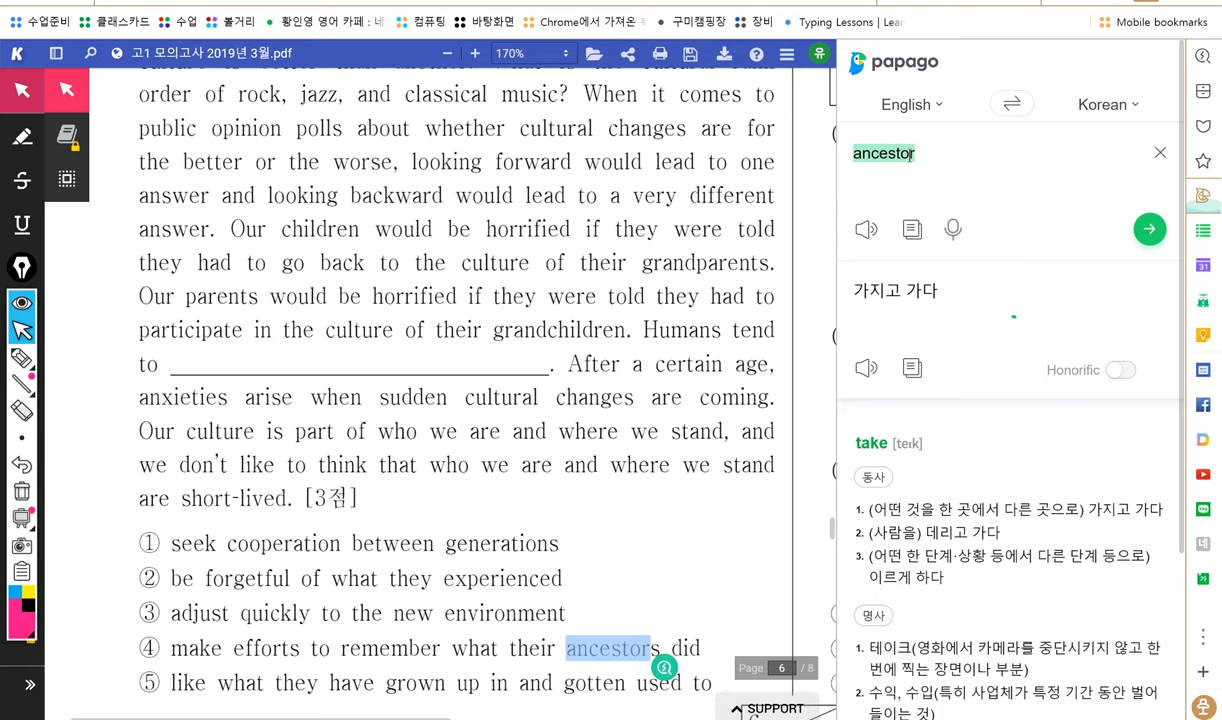 수업준비 클래스카드 수업 볼거리 황인영 영어 카페 : 네 컴퓨팅 바탕화면 Chrome에서 가져온 구미캠핑장 장비 Typing Lessons | Lear Mobile bookmarks
고1 모의고사 2019년 3월.pdf 170%
order of rock, jazz, and classical music? When it comes to
public opinion polls about whether cultural changes are for
the better or the worse, looking forward would lead to one
answer and looking backward would lead to a very different
answer. Our children would be horrified if they were told
they had to go back to the culture of their grandparents.
Our parents would be horrified if they were told they had to
participate in the culture of their grandchildren. Humans tend
to ______________________________. After a certain age,
anxieties arise when sudden cultural changes are coming.
Our culture is part of who we are and where we stand, and
we don't like to think that who we are and where we stand
are short-lived. [3점]
① seek cooperation between generations
② be forgetful of what they experienced
③ adjust quickly to the new environment
④ make efforts to remember what their ancestors did
⑤ like what they have grown up in and gotten used to
Page 6 / 8
SUPPORT
papago
English Korean
ancestor
가지고 가다
Honorific
take [teɪk]
동사
1. (어떤 것을 한 곳에서 다른 곳으로) 가지고 가다
2. (사람을) 데리고 가다
3. (어떤 한 단계·상황 등에서 다른 단계 등으로)
이르게 하다
명사
1. 테이크(영화에서 카메라를 중단시키지 않고 한
번에 찍는 장면이나 부분)
2. 수익, 수입(특히 사업체가 특정 기간 동안 벌어
들이는 것)